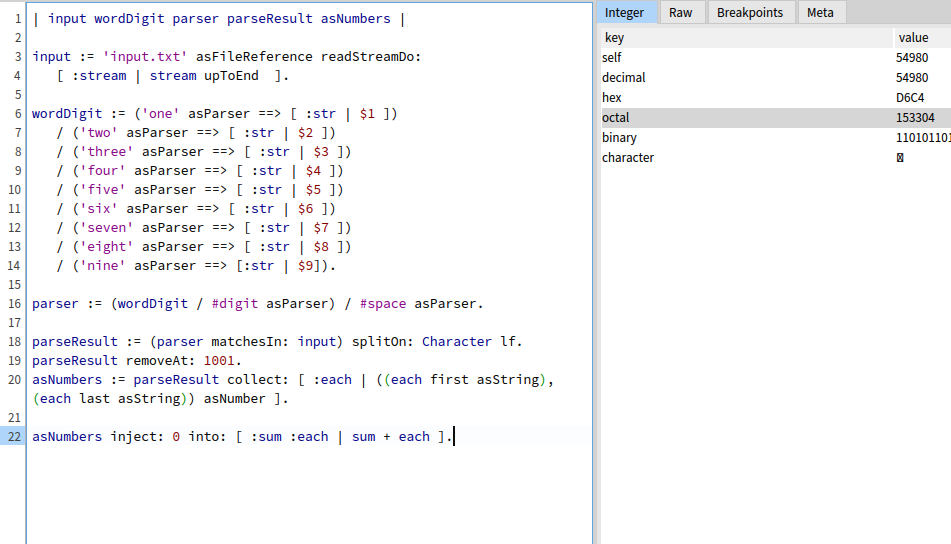 1 | input wordDigit parser parseResult asNumbers |
2
3 input := 'input.txt' asFileReference readStreamDo:
4 [ :stream | stream upToEnd ].
5
6 wordDigit := ('one' asParser ==> [ :str | $1 ])
7 / ('two' asParser ==> [ :str | $2 ])
8 / ('three' asParser ==> [ :str | $3 ])
9 / ('four' asParser ==> [ :str | $4 ])
10 / ('five' asParser ==> [ :str | $5 ])
11 / ('six' asParser ==> [ :str | $6 ])
12 / ('seven' asParser ==> [ :str | $7 ])
13 / ('eight' asParser ==> [ :str | $8 ])
14 / ('nine' asParser ==> [:str | $9]).
15
16 parser := (wordDigit / #digit asParser) / #space asParser.
17
18 parseResult := (parser matchesIn: input) splitOn: Character lf.
19 parseResult removeAt: 1001.
20 asNumbers := parseResult collect: [ :each | ((each first asString),
(each last asString)) asNumber ].
21
22 asNumbers inject: 0 into: [ :sum :each | sum + each ].
Integer Raw Breakpoints Meta
key value
self 54980
decimal 54980
hex D6C4
octal 153304
binary 110101101
character